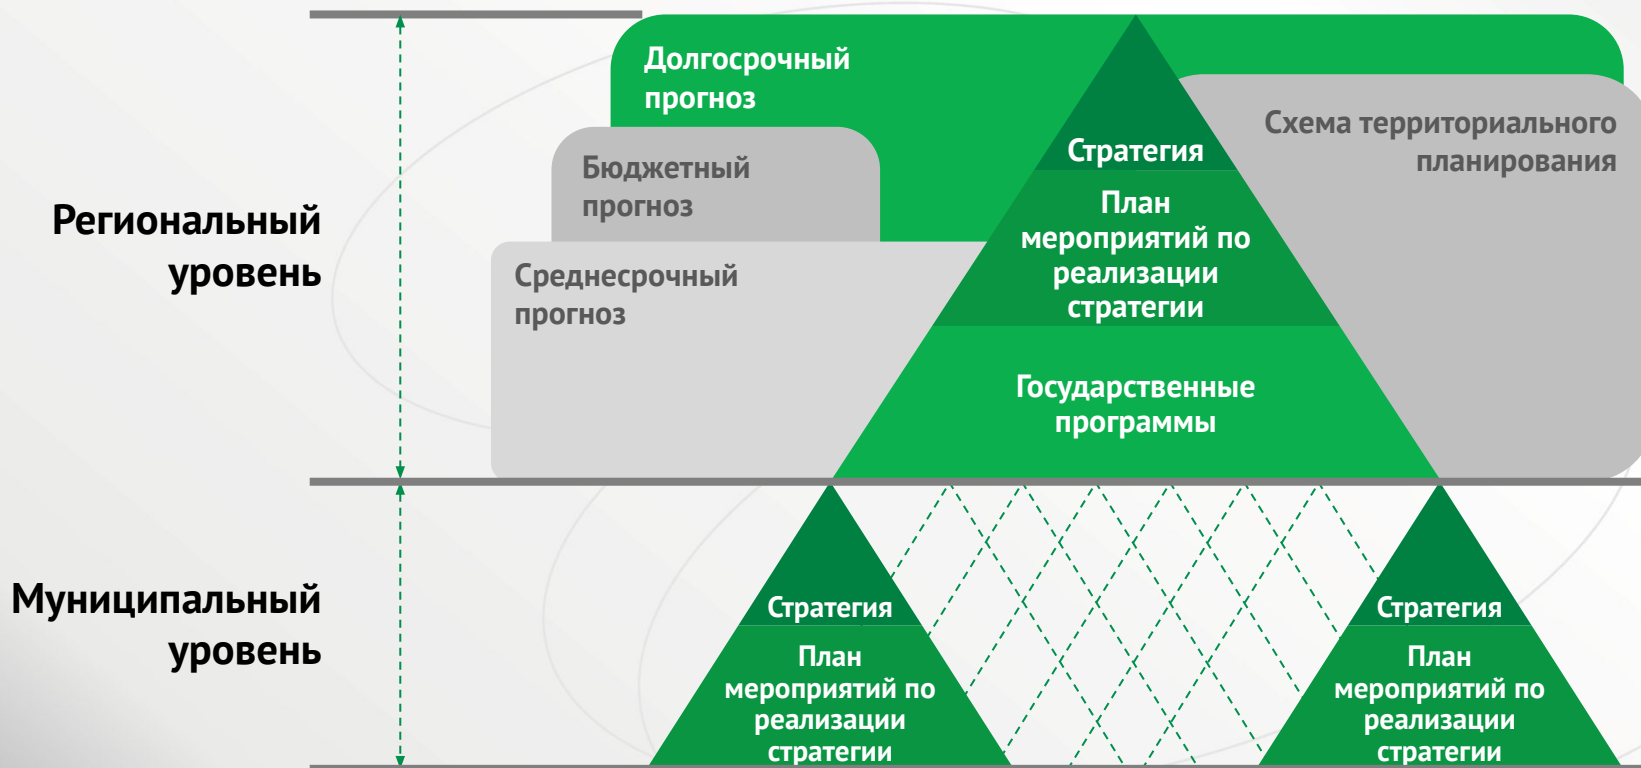 Долгосрочный
прогноз
Схема территориального
планирования
Стратегия
Бюджетный
прогноз
План
мероприятий по
реализации
стратегии
Региональный
уровень
Среднесрочный
прогноз
Государственные
программы
Муниципальный
уровень
Стратегия
План
мероприятий по
реализации
стратегии
Стратегия
План
мероприятий по
реализации
стратегии